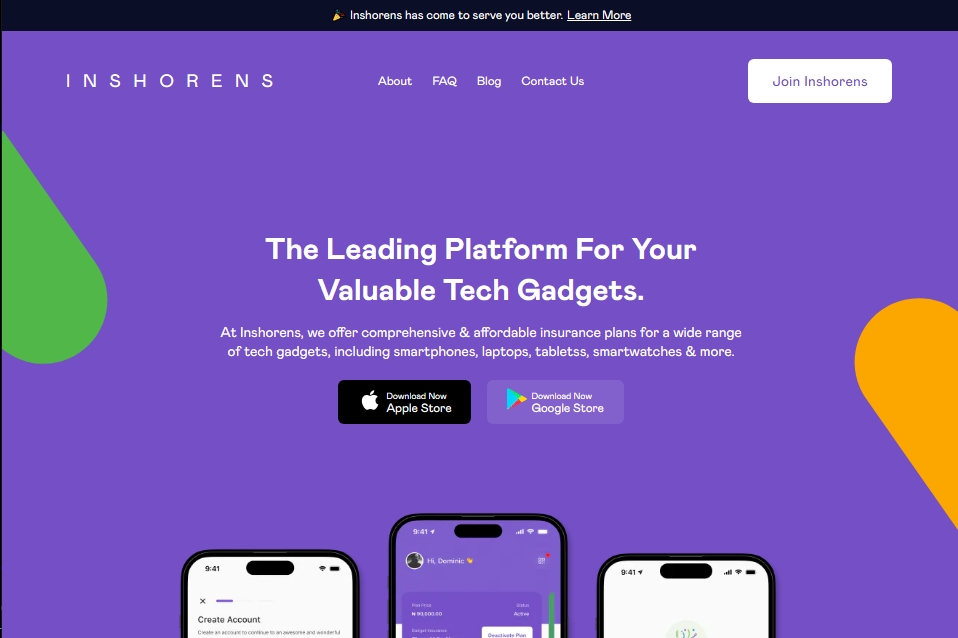 Inshorens has come to serve you better. Learn More
INSHORENS
About FAQ Blog Contact Us
Join Inshorens
The Leading Platform For Your
Valuable Tech Gadgets.
At Inshorens, we offer comprehensive & affordable insurance plans for a wide range
of tech gadgets, including smartphones, laptops, tabletss, smartwatches & more.
Download Now
Apple Store
Download Now
Google Store
9:41
Create Account
Create an account to continue to an awesome and wonderful
9:41
Hi, Dominic
Plan Price
Status
₦ 90,000.00
Active
Gadget Insurance
Deactivate Plan
9:41